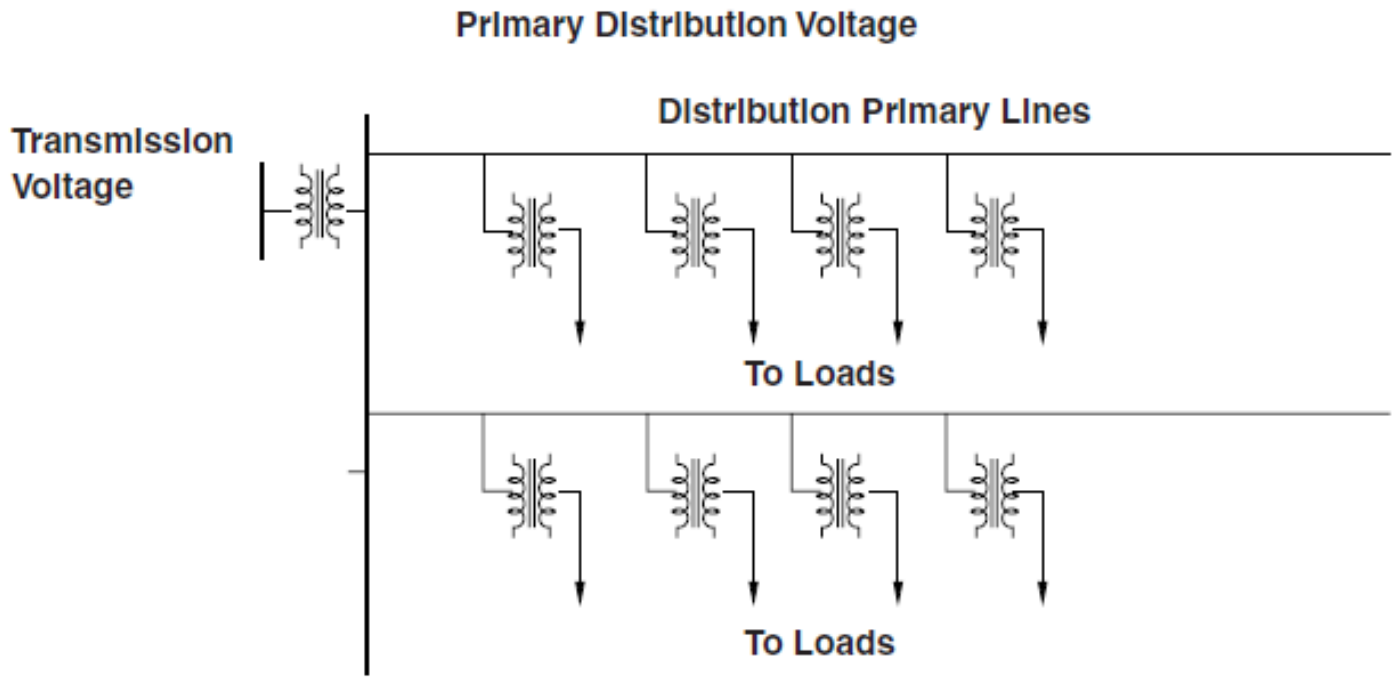 Primary Distribution Voltage
Distribution Primary Lines
Transmission
Voltage
To Loads
To Loads